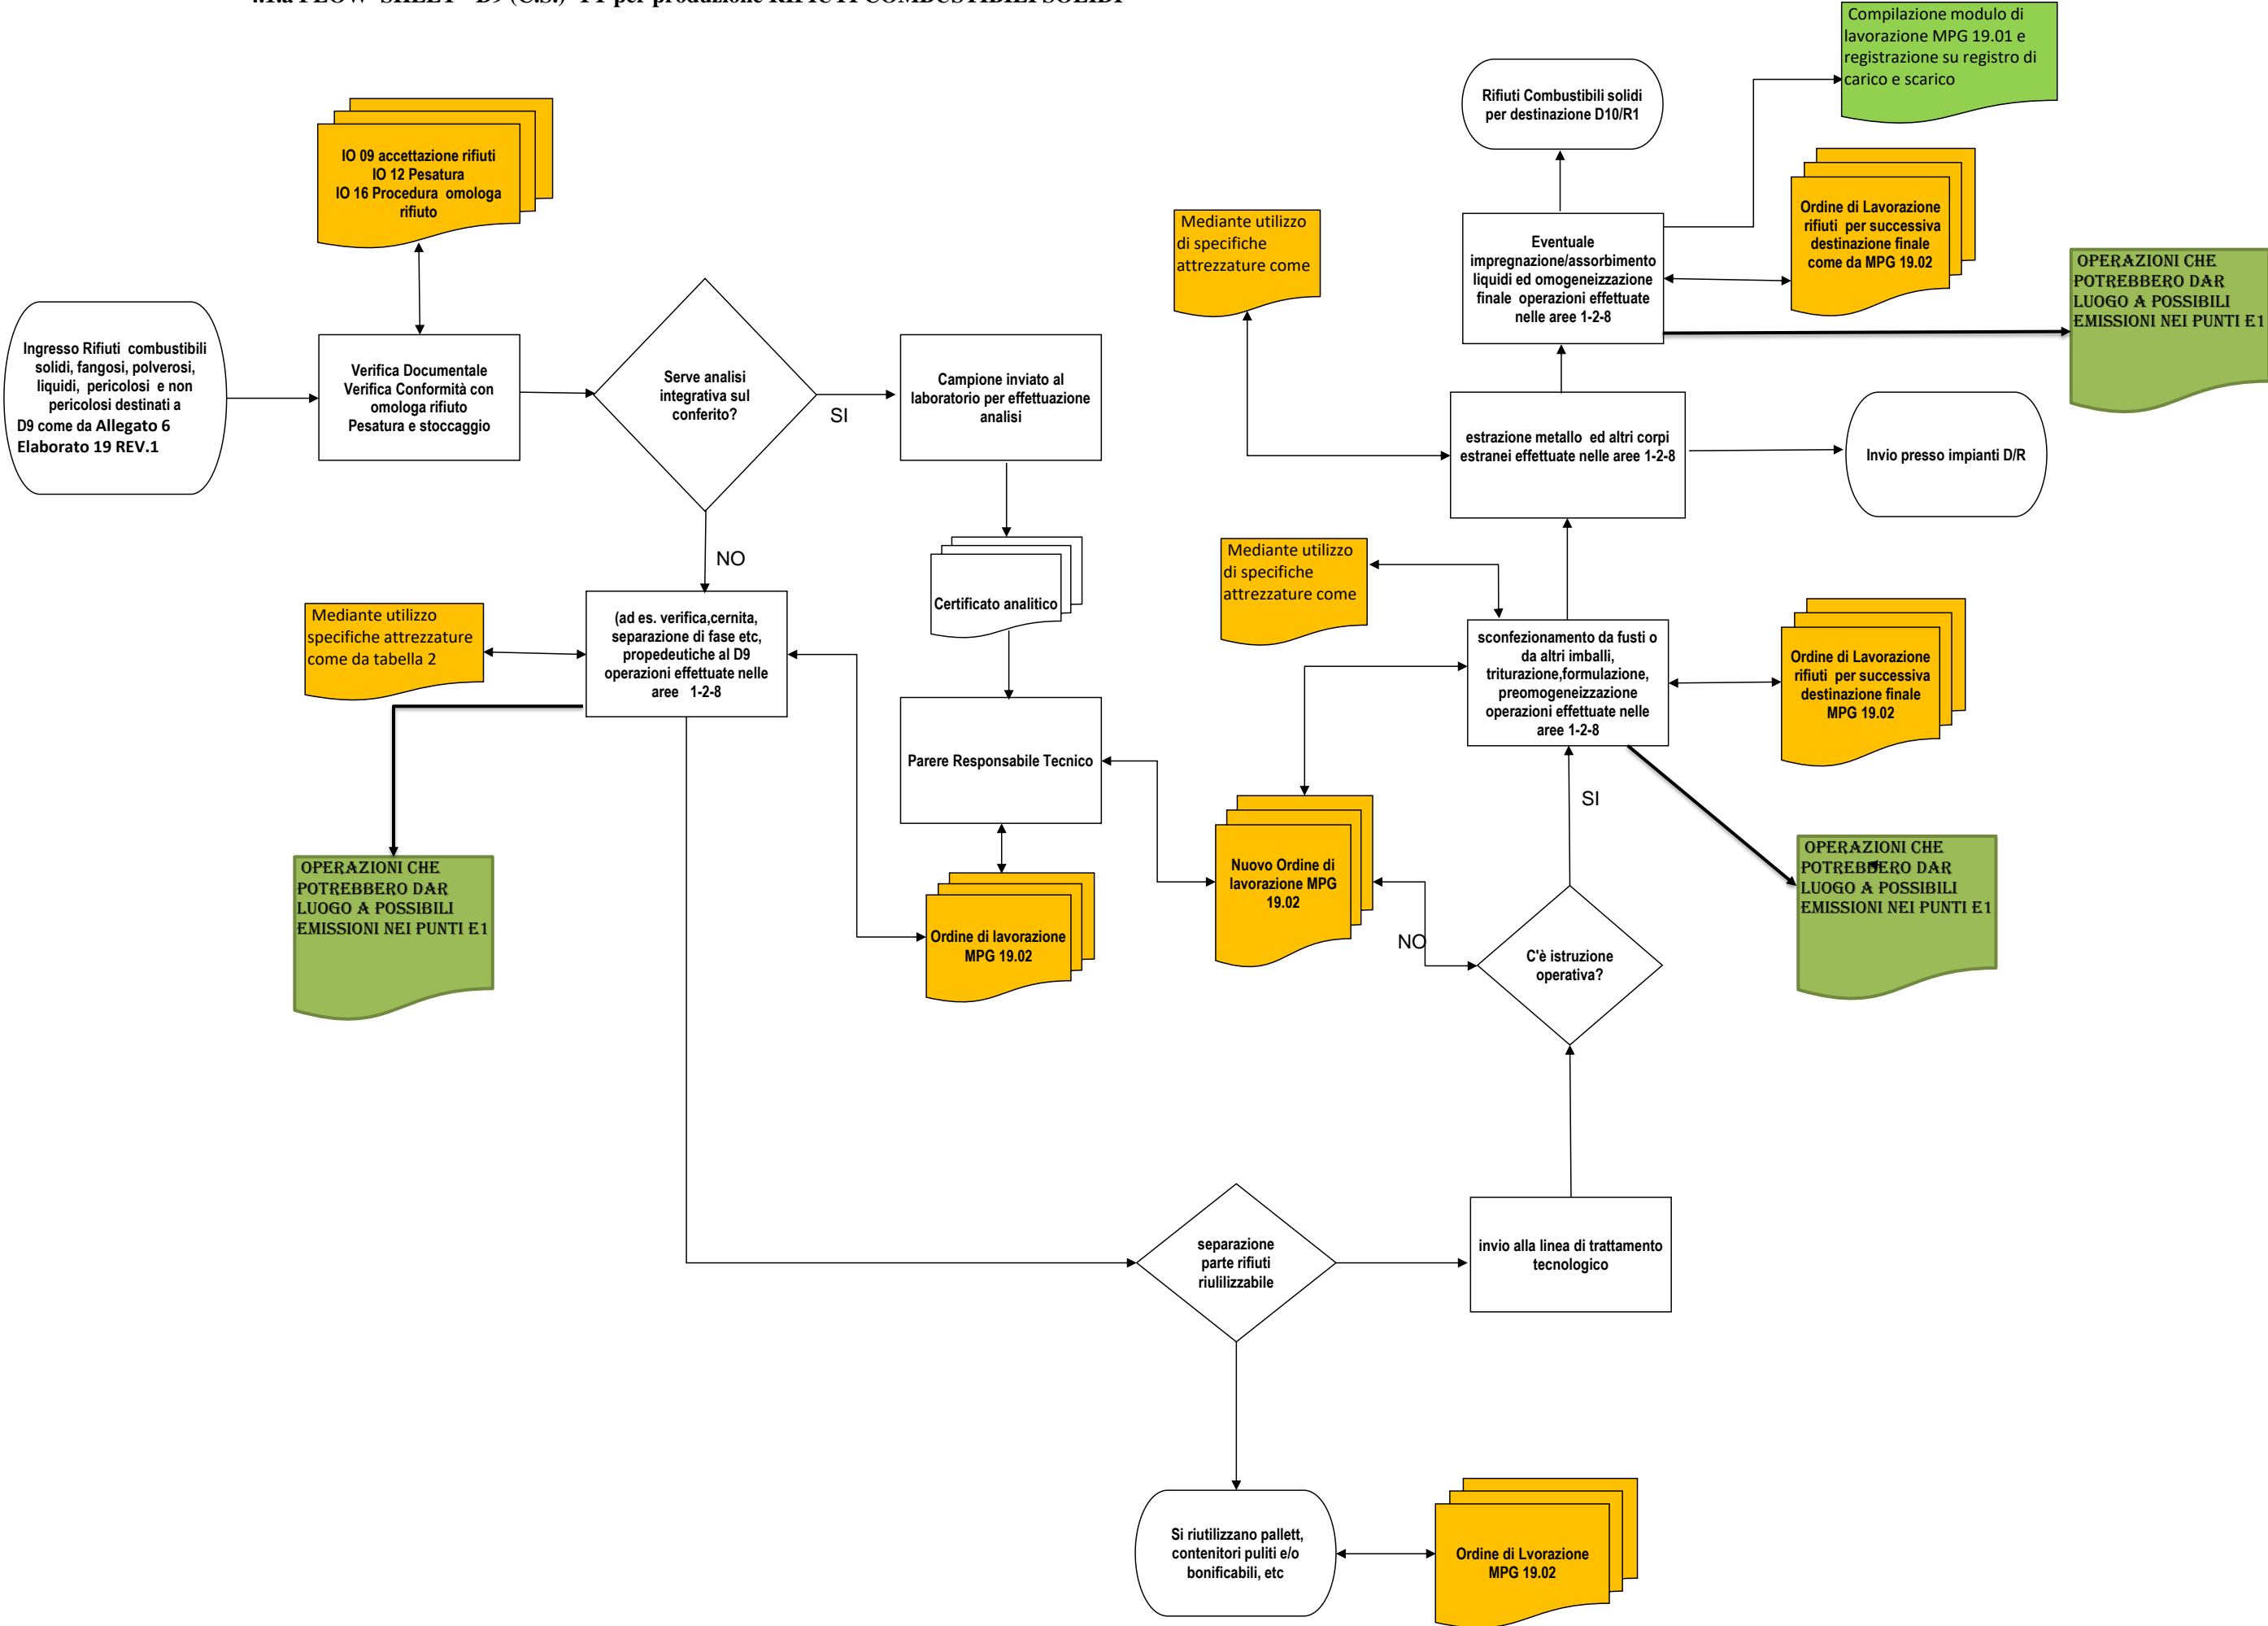 4.1.a FLOW-SHEET - D9 (C.S.)- PT per produzione RIFIUTI COMBUSTIBILI SOLIDI
Compilazione modulo di
lavorazione MPG 19.01 e
registrazione su registro di
carico e scarico
Rifiuti Combustibili solidi
per destinazione D10/R1
IO 09 accettazione rifiuti
IO 12 Pesatura
IO 16 Procedura omologa
rifiuto
Mediante utilizzo
di specifiche
attrezzature come
Eventuale
impregnazione/assorbimento
liquidi ed omogeneizzazione
finale operazioni effettuate
nelle aree 1-2-8
Ordine di Lavorazione
rifiuti per successiva
destinazione finale
come da MPG 19.02
OPERAZIONI CHE
POTREBBERO DAR
LUOGO A POSSIBILI
EMISSIONI NEI PUNTI E1
Ingresso Rifiuti combustibili
solidi, fangosi, polverosi,
liquidi, pericolosi e non
pericolosi destinati a
D9 come da Allegato 6
Elaborato 19 REV.1
Verifica Documentale
Verifica Conformità con
omologa rifiuto
Pesatura e stoccaggio
Serve analisi
integrativa sul
conferito?
SI
Campione inviato al
laboratorio per effettuazione
analisi
estrazione metallo ed altri corpi
estranei effettuate nelle aree 1-2-8
Invio presso impianti D/R
NO
Mediante utilizzo
di specifiche
attrezzature come
Certificato analitico
Mediante utilizzo
specifiche attrezzature
come da tabella 2
(ad es. verifica,cernita,
separazione di fase etc,
propedeutiche al D9
operazioni effettuate nelle
aree 1-2-8
sconfezionamento da fusti o
da altri imballi,
triturazione,formulazione,
preomogeneizzazione
operazioni effettuate nelle
aree 1-2-8
Ordine di Lavorazione
rifiuti per successiva
destinazione finale
MPG 19.02
Parere Responsabile Tecnico
SI
OPERAZIONI CHE
POTREBBERO DAR
LUOGO A POSSIBILI
EMISSIONI NEI PUNTI E1
Nuovo Ordine di
lavorazione MPG
19.02
OPERAZIONI CHE
POTREBBERO DAR
LUOGO A POSSIBILI
EMISSIONI NEI PUNTI E1
Ordine di lavorazione
MPG 19.02
NO
C'è istruzione
operativa?
separazione
parte rifiuti
riulilizzabile
invio alla linea di trattamento
tecnologico
Si riutilizzano pallett,
contenitori puliti e/o
bonificabili, etc
Ordine di Lvorazione
MPG 19.02